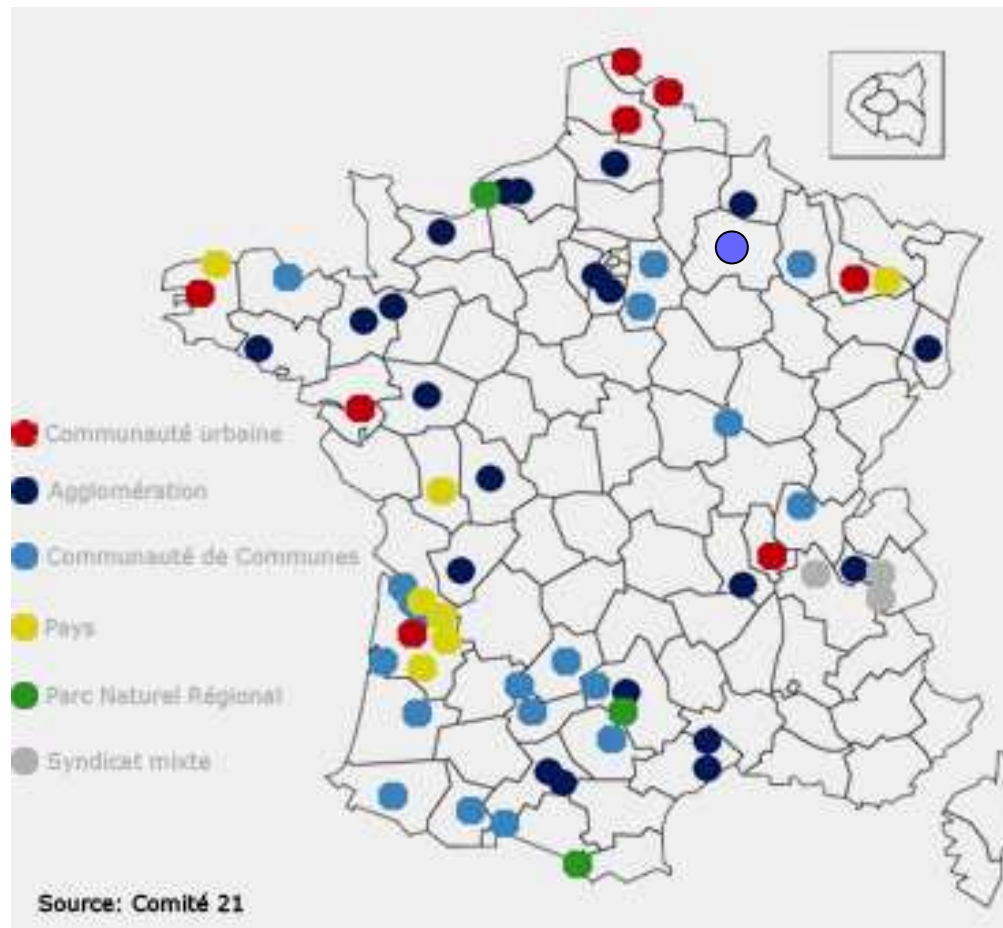 Communauté urbaine
Agglomération
Communauté de Communes
Pays
Parc Naturel Régional
Syndicat mixte
Source: Comité 21